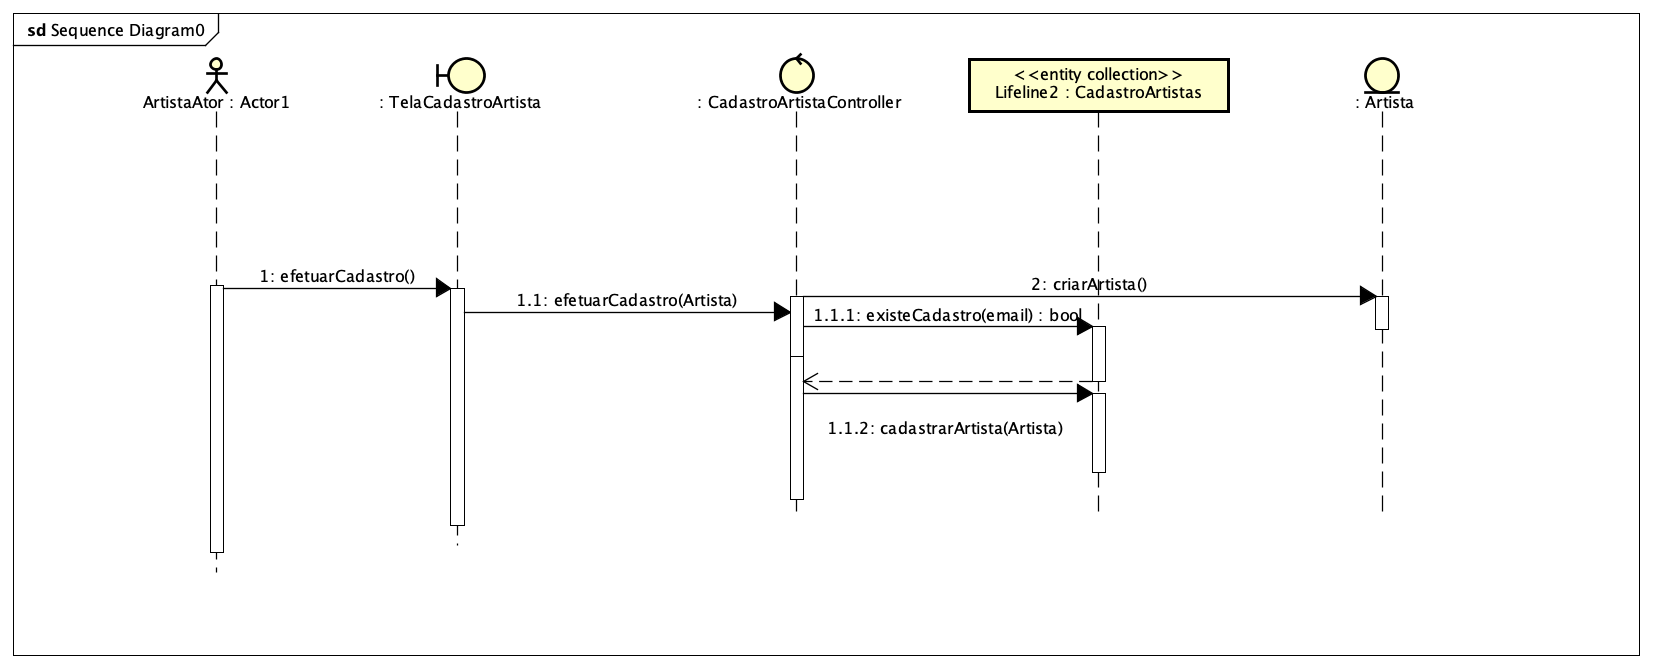 sd Sequence Diagram0
ArtistaAtor : Actor1
: TelaCadastroArtista
: CadastroArtistaController
<<entity collection>>
Lifeline2 : CadastroArtistas
: Artista
1: efetuarCadastro()
2: criarArtista()
1.1: efetuarCadastro(Artista)
1.1.1: existeCadastro(email) : bool
1.1.2: cadastrarArtista(Artista)